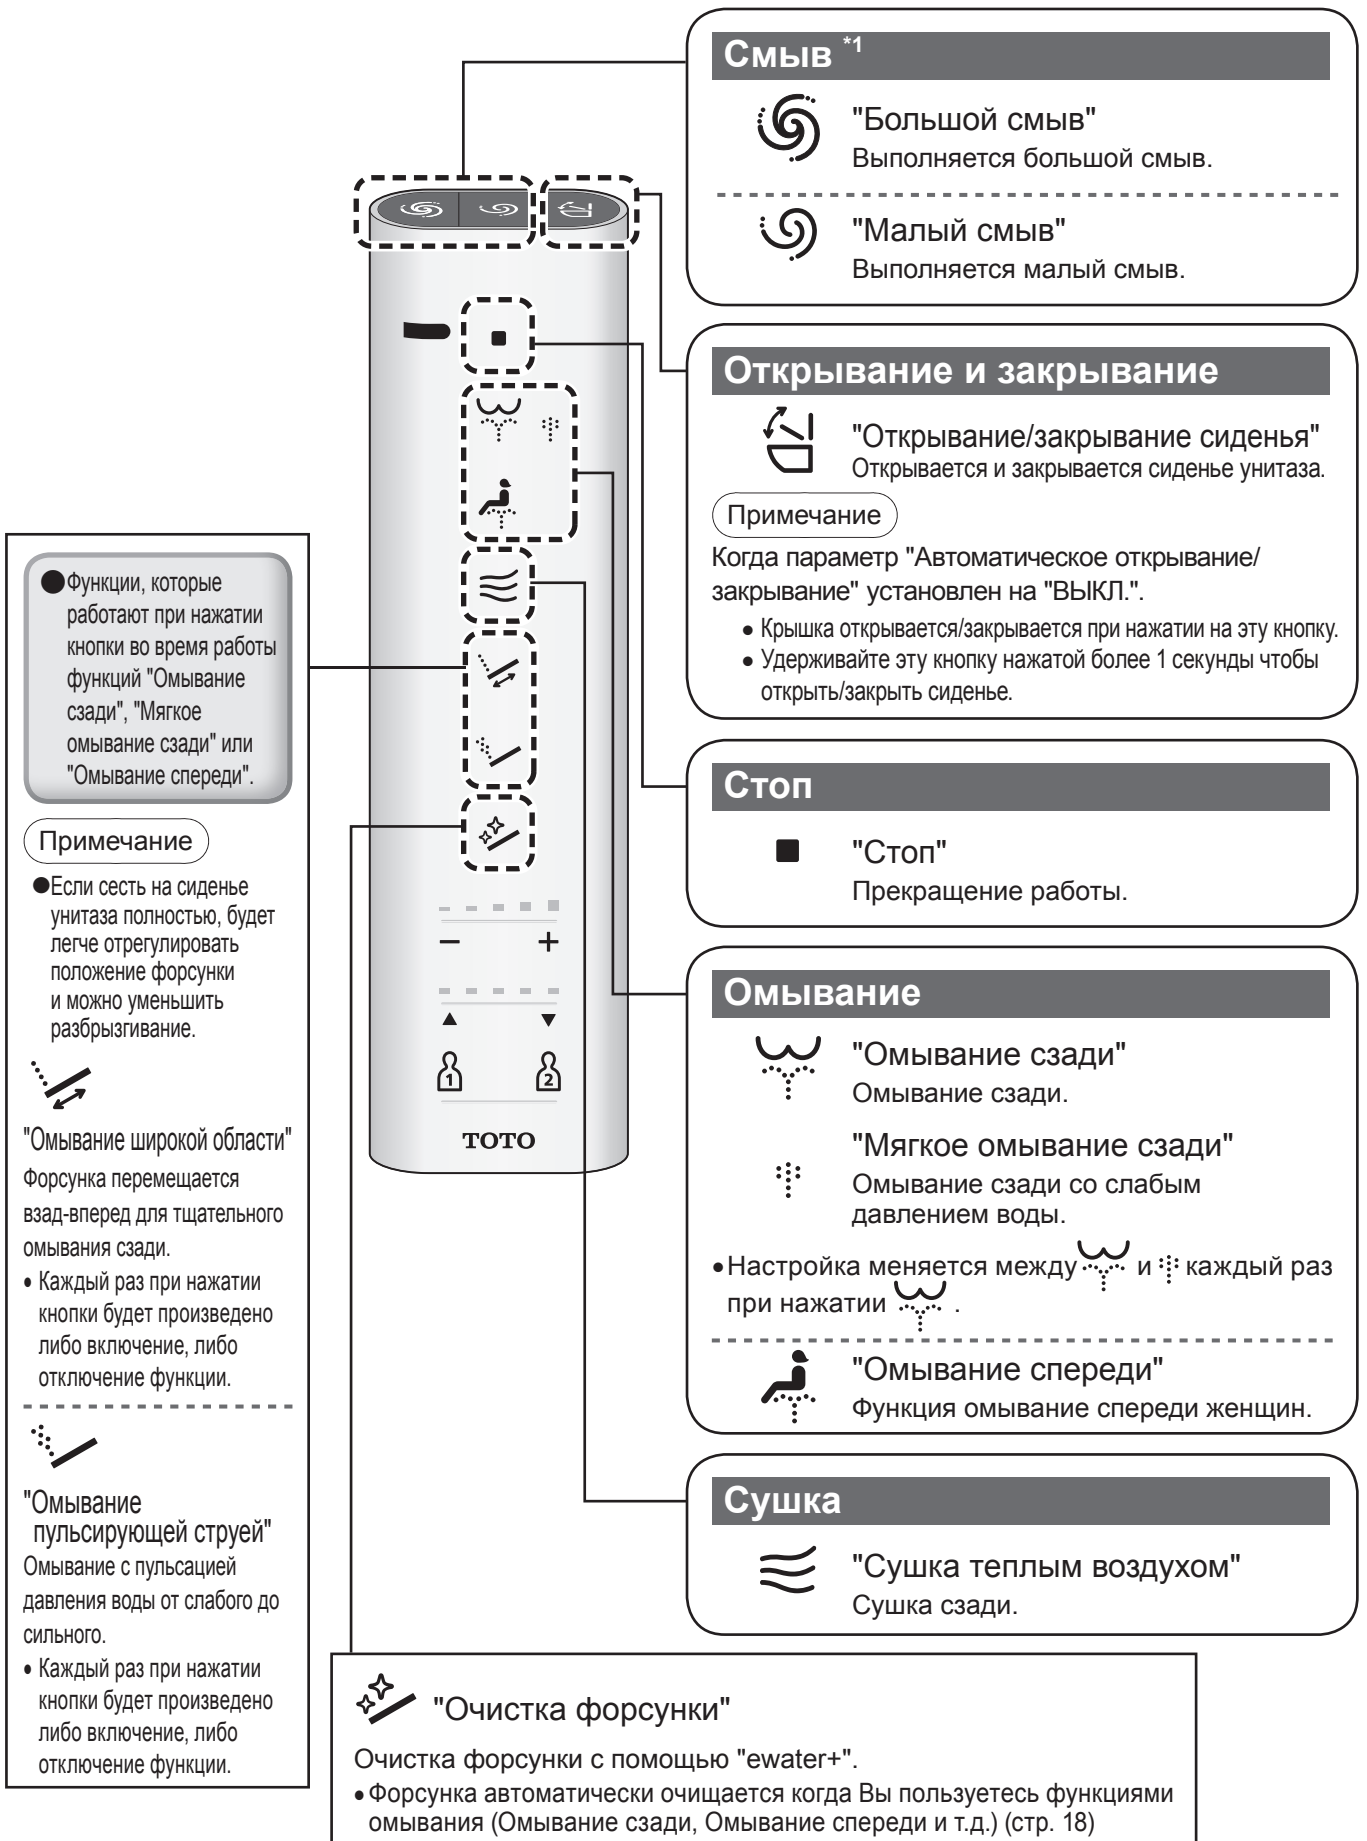 Смыв *1
"Большой смыв"
Выполняется большой смыв.
"Малый смыв"
Выполняется малый смыв.
Открывание и закрывание
"Открывание/закрывание сиденья"
Открывается и закрывается сиденье унитаза.
Примечание
Когда параметр "Автоматическое открывание/
закрывание" установлен на "ВЫКЛ.".
● Крышка открывается/закрывается при нажатии на эту кнопку.
● Удерживайте эту кнопку нажатой более 1 секунды чтобы
открыть/закрыть сиденье.
Стоп
"Стоп"
Прекращение работы.
Омывание
"Омывание сзади"
Омывание сзади.
"Мягкое омывание сзади"
Омывание сзади со слабым
давлением воды.
●Настройка меняется между и каждый раз
при нажатии .
"Омывание спереди"
Функция омывание спереди женщин.
Сушка
"Сушка теплым воздухом"
Сушка сзади.
●Функции, которые
работают при нажатии
кнопки во время работы
функций "Омывание
сзади", "Мягкое
омывание сзади" или
"Омывание спереди".
Примечание
●Если сесть на сиденье
унитаза полностью, будет
легче отрегулировать
положение форсунки
и можно уменьшить
разбрызгивание.
"Омывание широкой области"
Форсунка перемещается
взад-вперед для тщательного
омывания сзади.
● Каждый раз при нажатии
кнопки будет произведено
либо включение, либо
отключение функции.
"Омывание
пульсирующей струей"
Омывание с пульсацией
давления воды от слабого до
сильного.
● Каждый раз при нажатии
кнопки будет произведено
либо включение, либо
отключение функции.
− +
▲ ▼
1 2
TOTO
"Очистка форсунки"
Очистка форсунки с помощью "ewater+".
● Форсунка автоматически очищается когда Вы пользуетесь функциями
омывания (Омывание сзади, Омывание спереди и т.д.) (стр. 18)